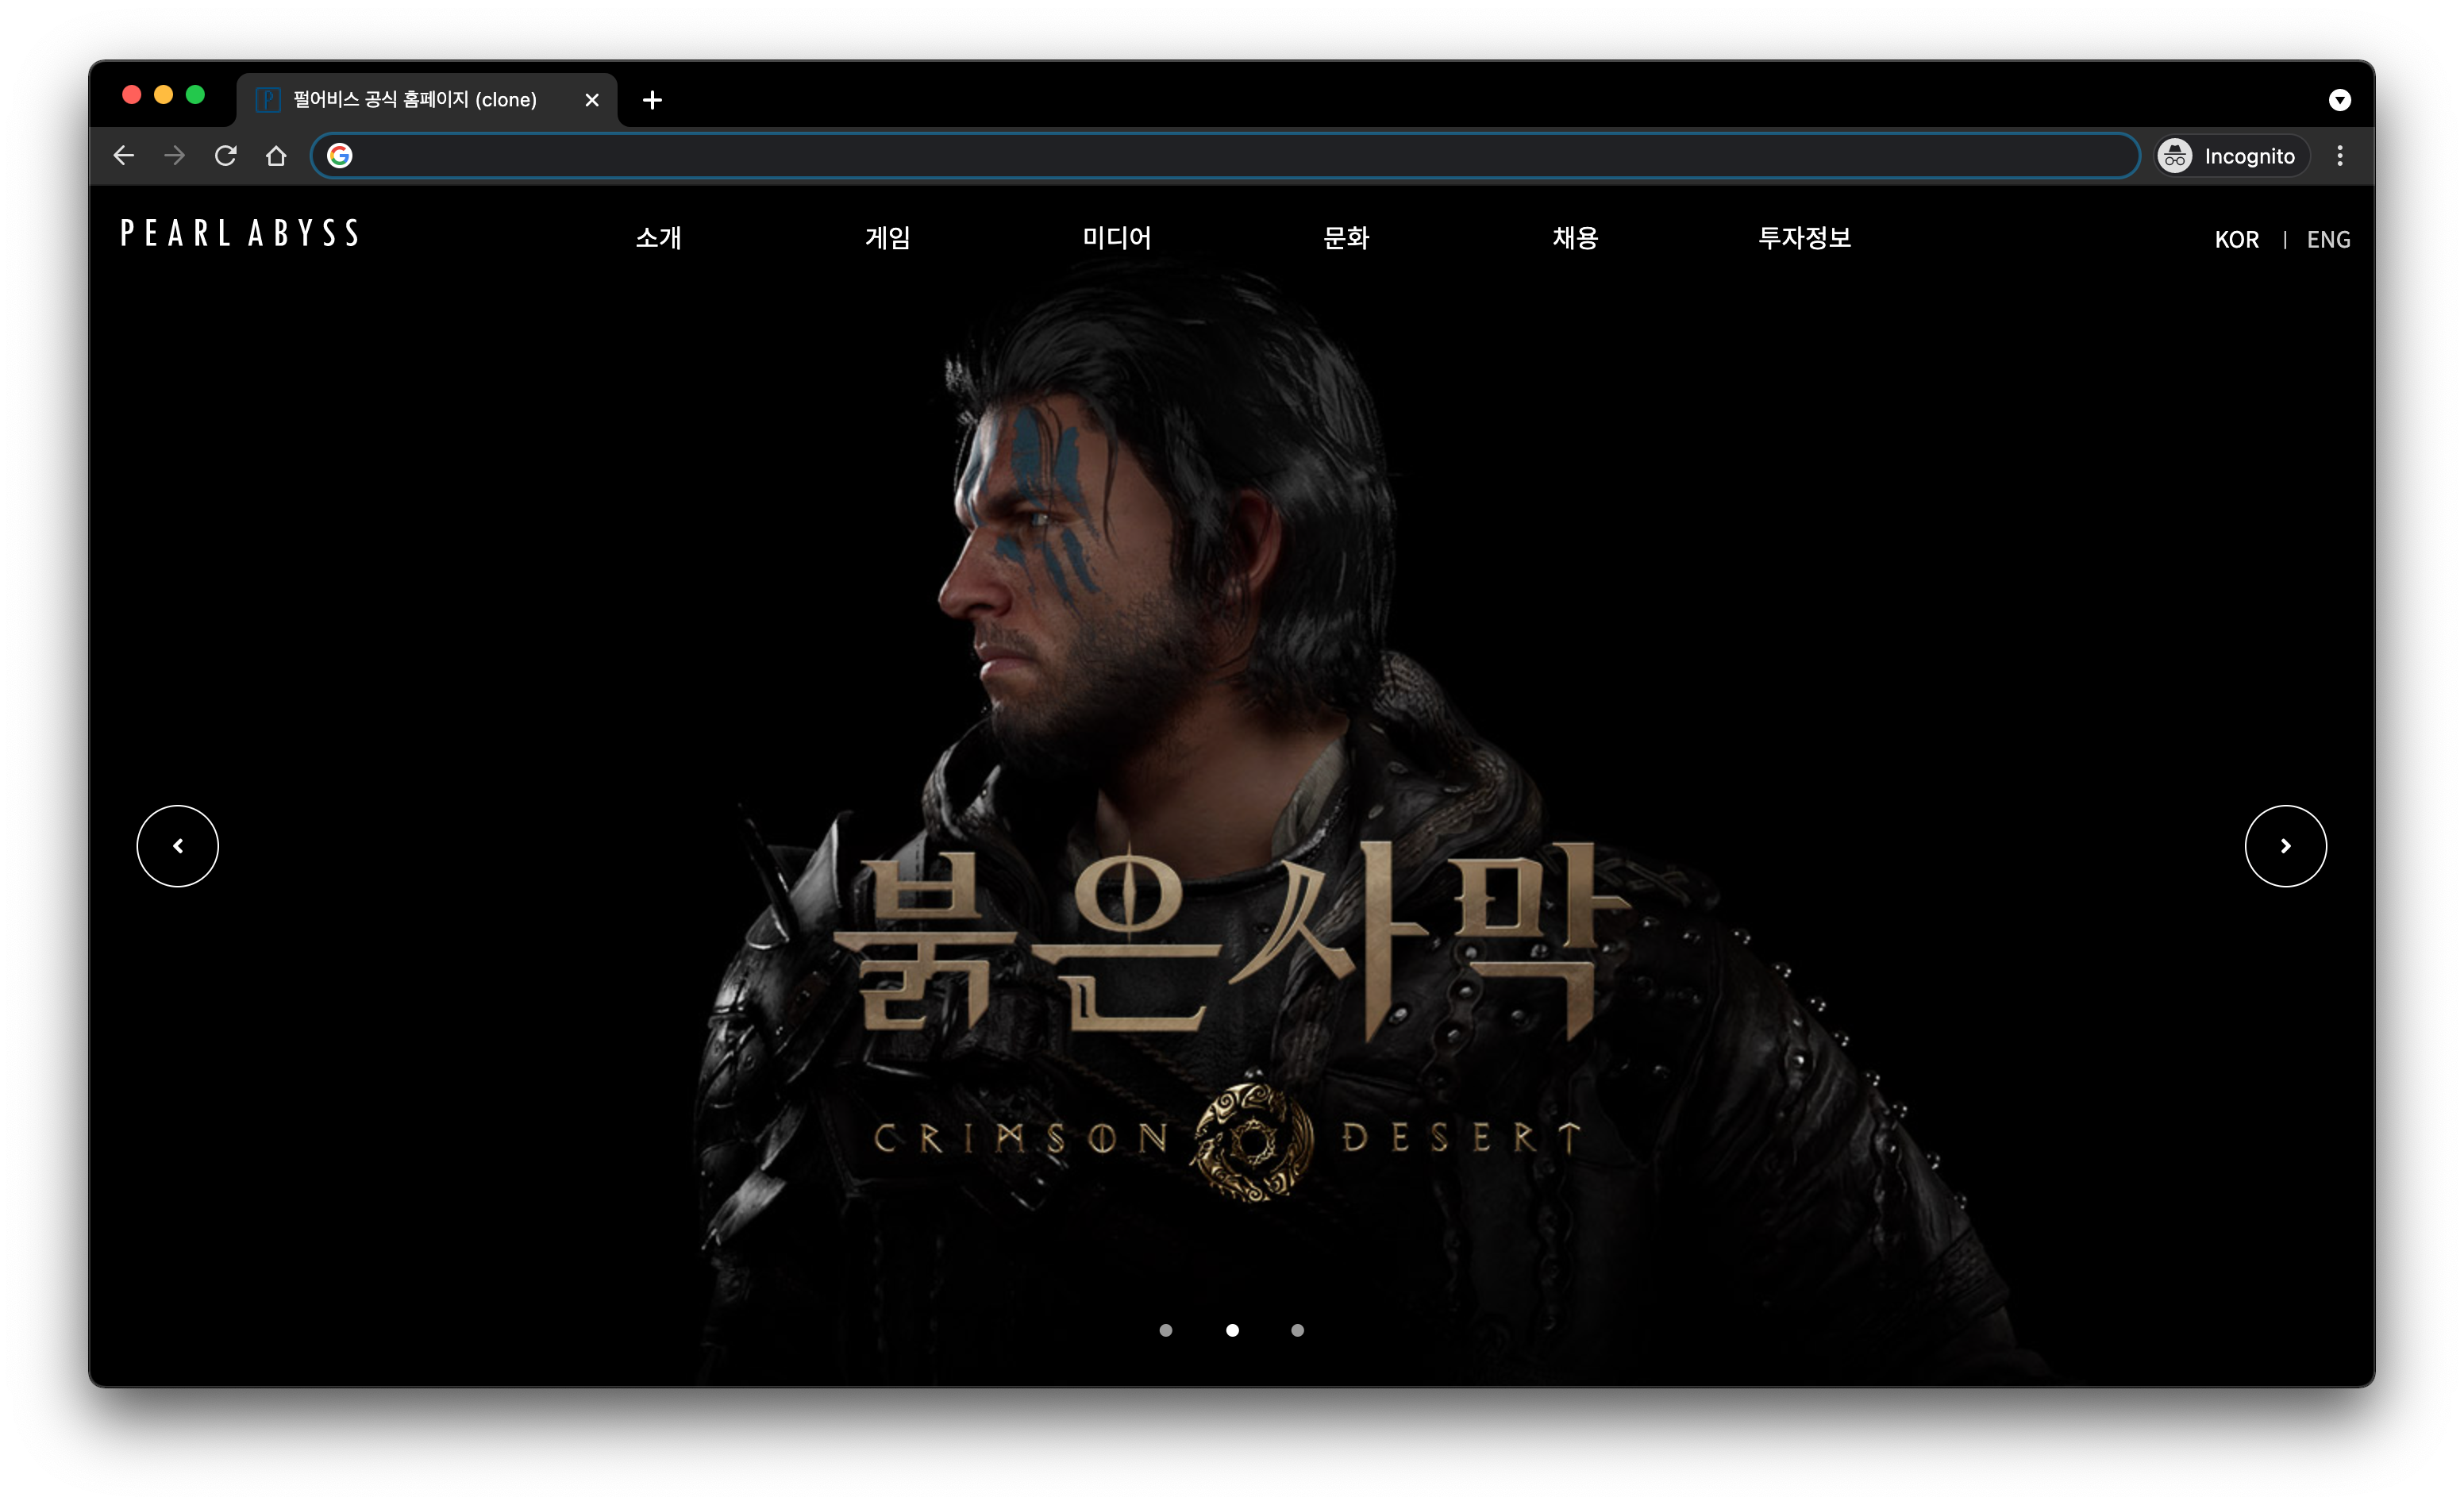 펄어비스 공식 홈페이지 (clone)
Incognito
PEARL ABYSS 소개 게임 미디어 문화 채용 투자정보 KOR | ENG
붉은사막
CRIMSON DESERT